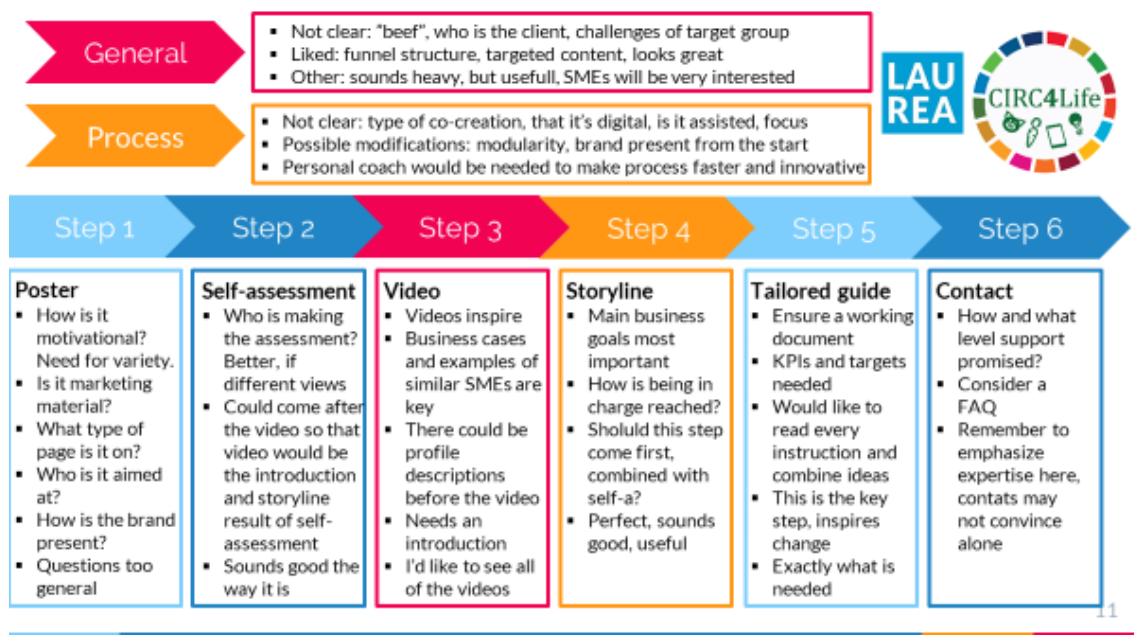 General
▪ Not clear: "beef", who is the client, challenges of target group
▪ Liked: funnel structure, targeted content, looks great
▪ Other: sounds heavy, but usefull, SMEs will be very interested
LAU
REA
CIRC4Life
Process
▪ Not clear: type of co-creation, that it's digital, is it assisted, focus
▪ Possible modifications: modularity, brand present from the start
▪ Personal coach would be needed to make process faster and innovative
Step 1
Step 2
Step 3
Step 4
Step 5
Step 6
Poster
▪ How is it
motivational?
Need for variety.
▪ Is it marketing
material?
▪ What type of
page is it on?
▪ Who is it aimed
at?
▪ How is the brand
present?
▪ Questions too
general
Self-assessment
▪ Who is making
the assessment?
Better, if
different views
▪ Could come after
the video so that
video would be
the introduction
and storyline
result of self-
assessment
▪ Sounds good the
way it is
Video
▪ Videos inspire
▪ Business cases
and examples of
similar SMEs are
key
▪ There could be
profile
descriptions
before the video
▪ Needs an
introduction
▪ I'd like to see all
of the videos
Storyline
▪ Main business
goals most
important
▪ How is being in
charge reached?
▪ Sholuld this step
come first,
combined with
self-a?
▪ Perfect, sounds
good, useful
Tailored guide
▪ Ensure a working
document
▪ KPIs and targets
needed
▪ Would like to
read every
instruction and
combine ideas
▪ This is the key
step, inspires
change
▪ Exactly what is
needed
Contact
▪ How and what
level support
promised?
▪ Consider a
FAQ
▪ Remember to
emphasize
expertise here,
contats may
not convince
alone
11